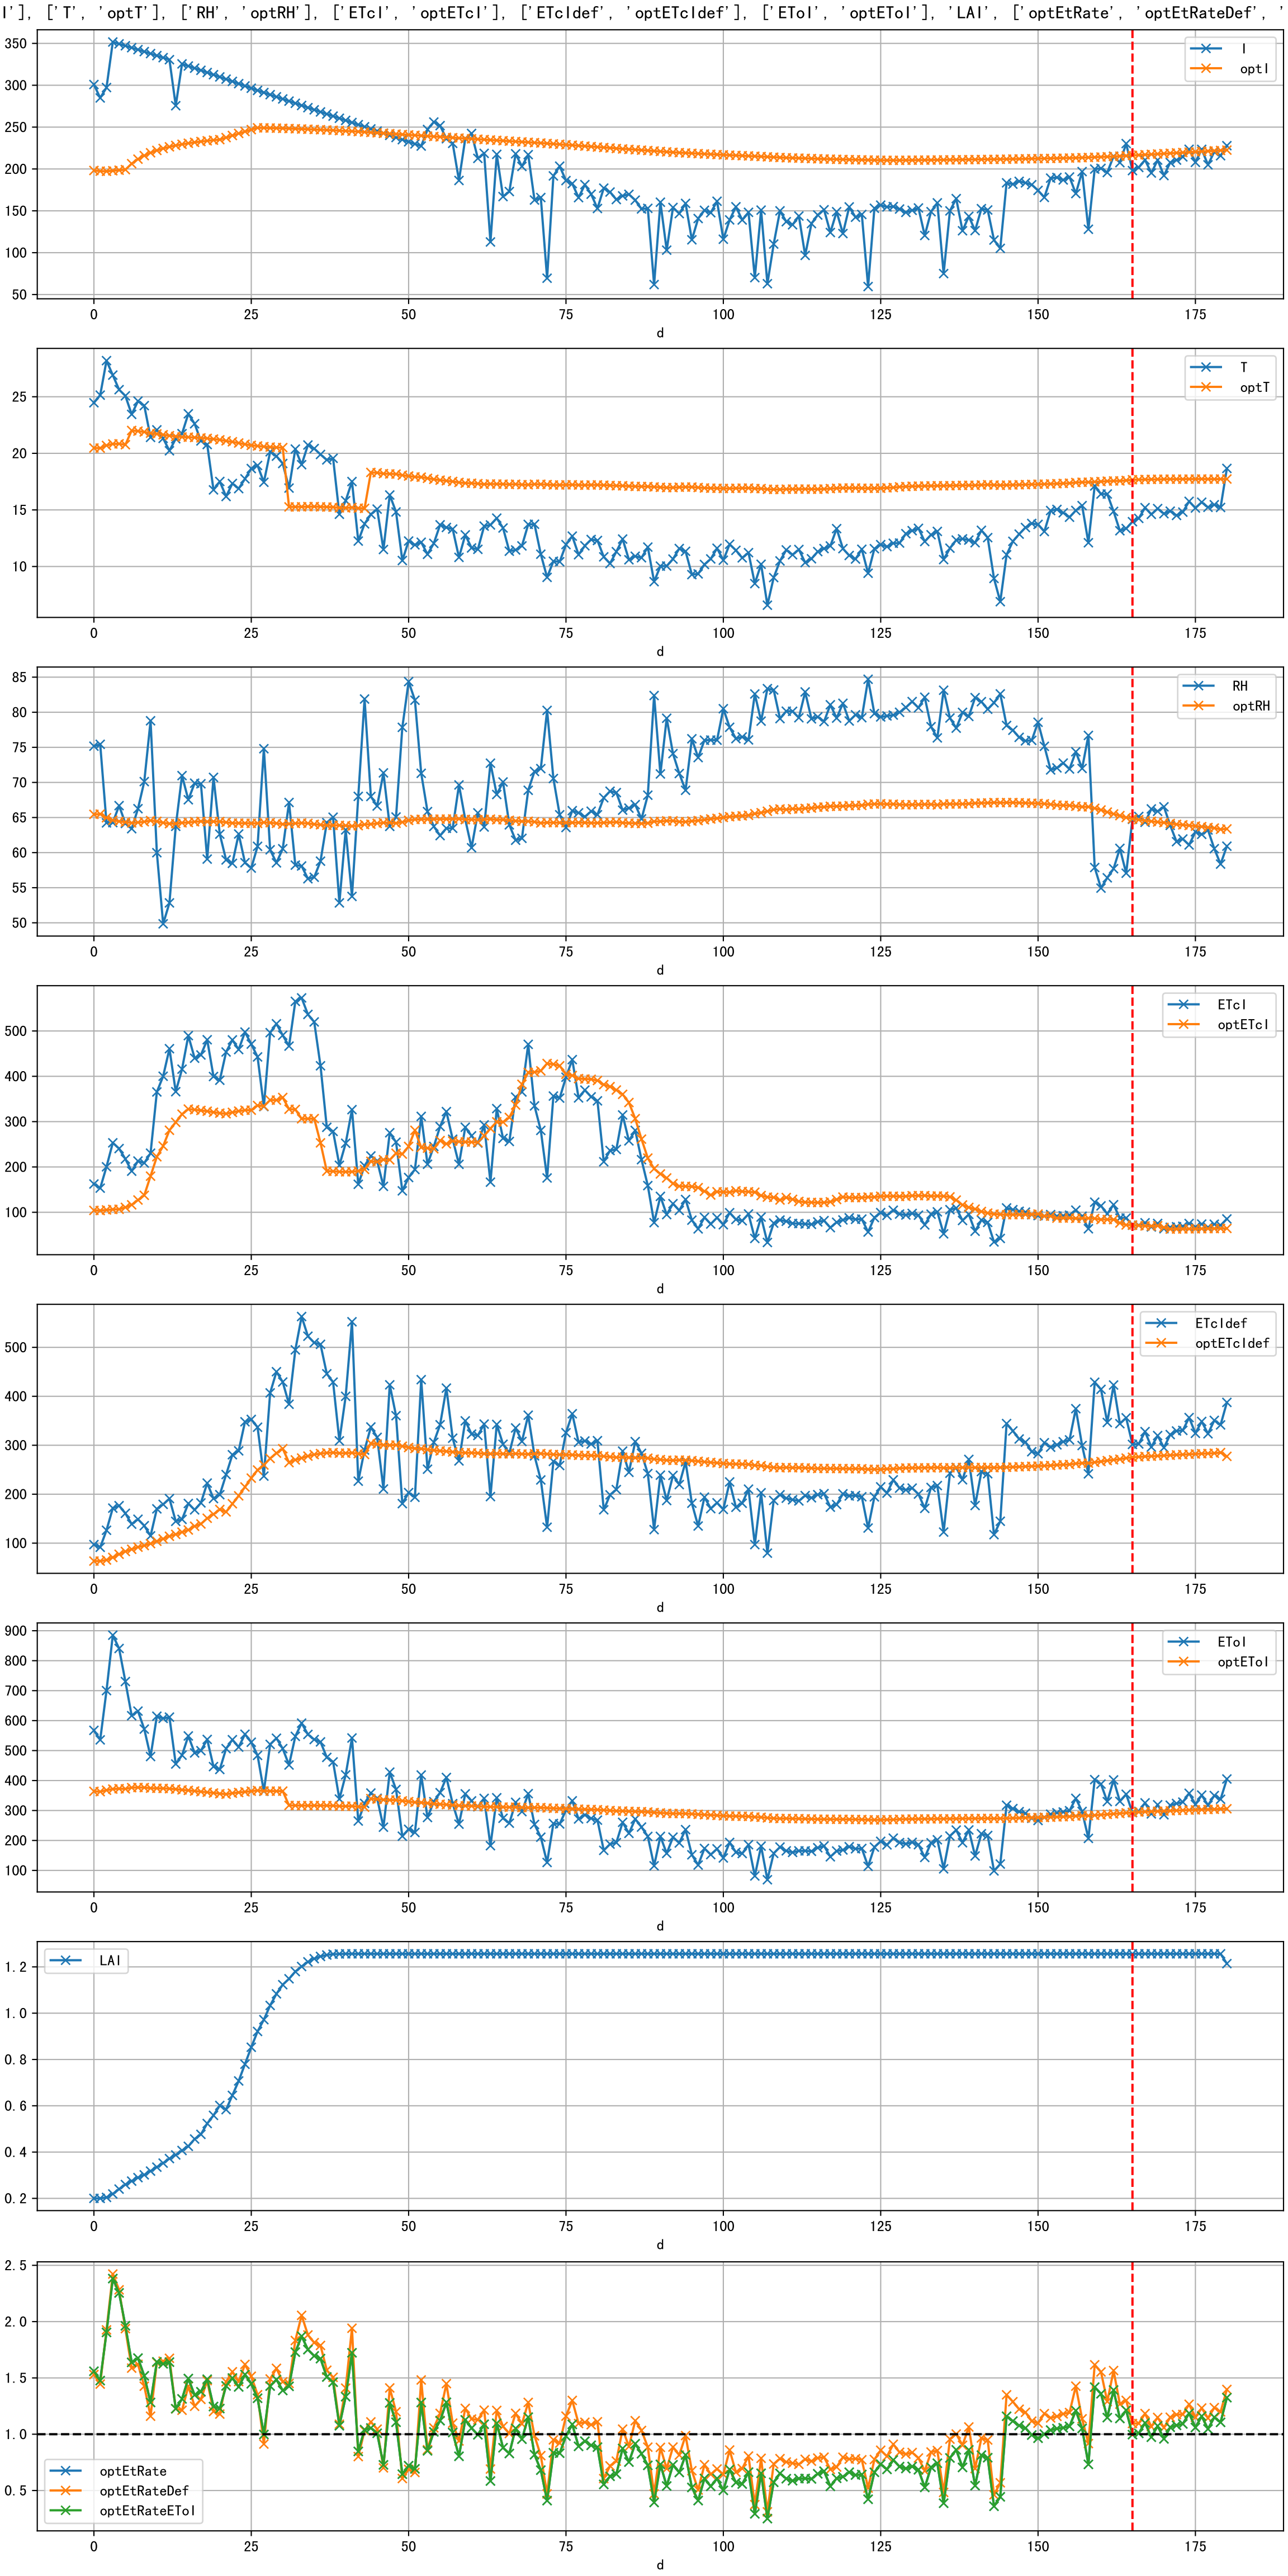 I'], ['T', 'optT'], ['RH', 'optRH'], ['ETcI', 'optETcI'], ['ETcIdef', 'optETcIdef'], ['EToI', 'optEToI'], 'LAI', ['optEtRate', 'optEtRateDef', '
I
optI
350
300
250
200
150
100
50
0 25 50 75 100 125 150 175
d
T
optT
25
20
15
10
0 25 50 75 100 125 150 175
d
RH
optRH
85
80
75
70
65
60
55
50
0 25 50 75 100 125 150 175
d
ETcI
optETcI
500
400
300
200
100
0 25 50 75 100 125 150 175
d
ETcIdef
optETcIdef
500
400
300
200
100
0 25 50 75 100 125 150 175
d
EToI
optEToI
900
800
700
600
500
400
300
200
100
0 25 50 75 100 125 150 175
d
LAI
1.2
1.0
0.8
0.6
0.4
0.2
0 25 50 75 100 125 150 175
d
2.5
2.0
1.5
1.0
0.5
optEtRate
optEtRateDef
optEtRateEToI
0 25 50 75 100 125 150 175
d